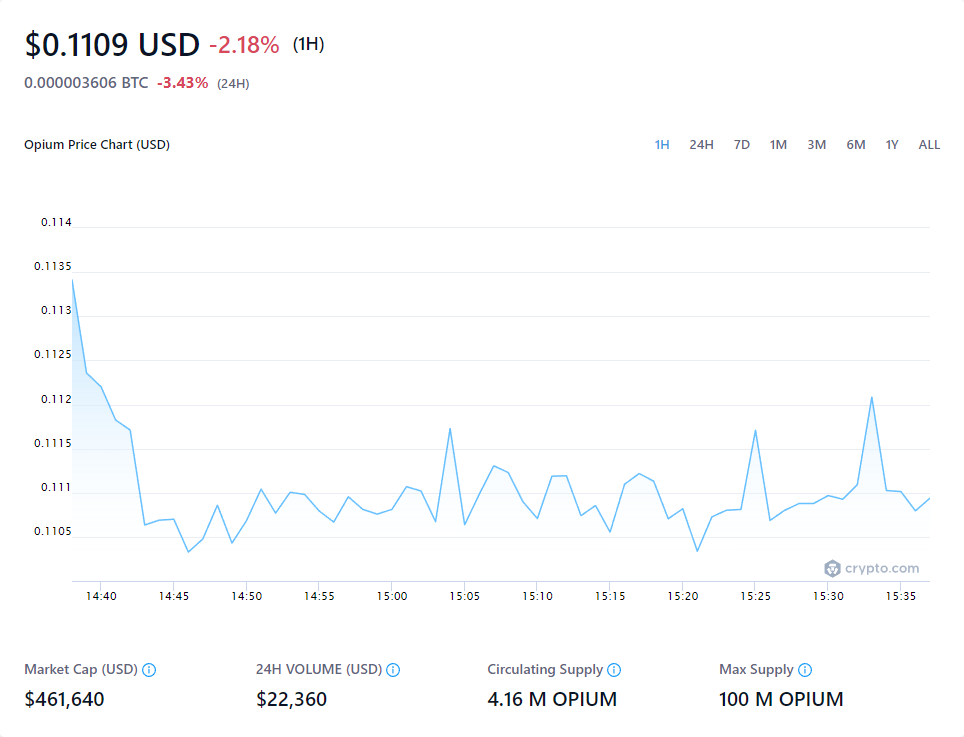 $0.1109 USD -2.18% (1H)
0.000003606 BTC -3.43% (24H)
Opium Price Chart (USD) 1H 24H 7D 1M 3M 6M 1Y ALL
0.114
0.1135
0.113
0.1125
0.112
0.1115
0.111
0.1105
crypto.com
14:40 14:45 14:50 14:55 15:00 15:05 15:10 15:15 15:20 15:25 15:30 15:35
Market Cap (USD) 24H VOLUME (USD) Circulating Supply Max Supply
$461,640 $22,360 4.16 M OPIUM 100 M OPIUM